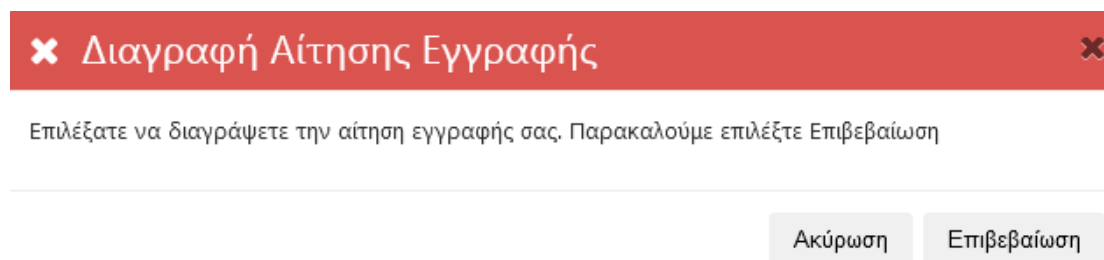 Διαγραφή Αίτησης Εγγραφής
Επιλέξατε να διαγράψετε την αίτηση εγγραφής σας. Παρακαλούμε επιλέξτε Επιβεβαίωση
Ακύρωση Επιβεβαίωση